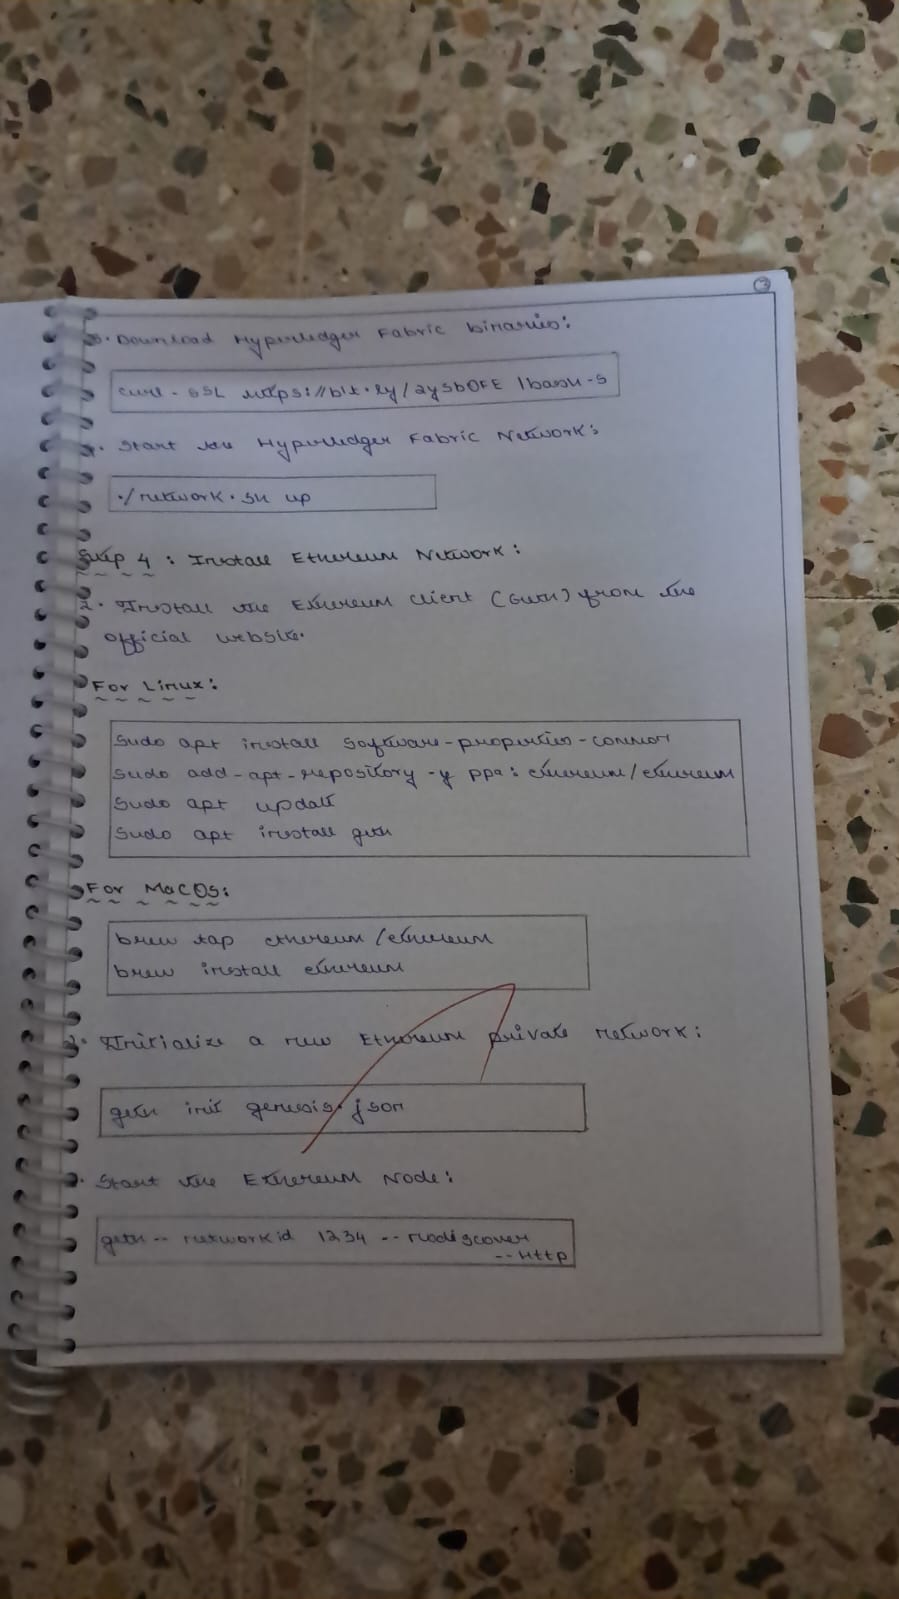 3
3. Download Hyperledger Fabric binaries:
curl -sSL https://bit.ly/2ysbOFE | bash -s
4. Start the Hyperledger Fabric Network:
./network.sh up
Step 4 : Install Ethereum Network:
1. Install the Ethereum client (Geth) from the
official website.
For Linux:
Sudo apt install software-properties-common
Sudo add-apt-repository -y ppa: ethereum/ethereum
Sudo apt update
Sudo apt install geth
For MacOS:
brew tap ethereum/ethereum
brew install ethereum
2. Initialize a new Ethereum private network:
geth init genesis.json
3. Start the Ethereum Node:
geth -- networkid 1234 -- nodiscover
-- Http